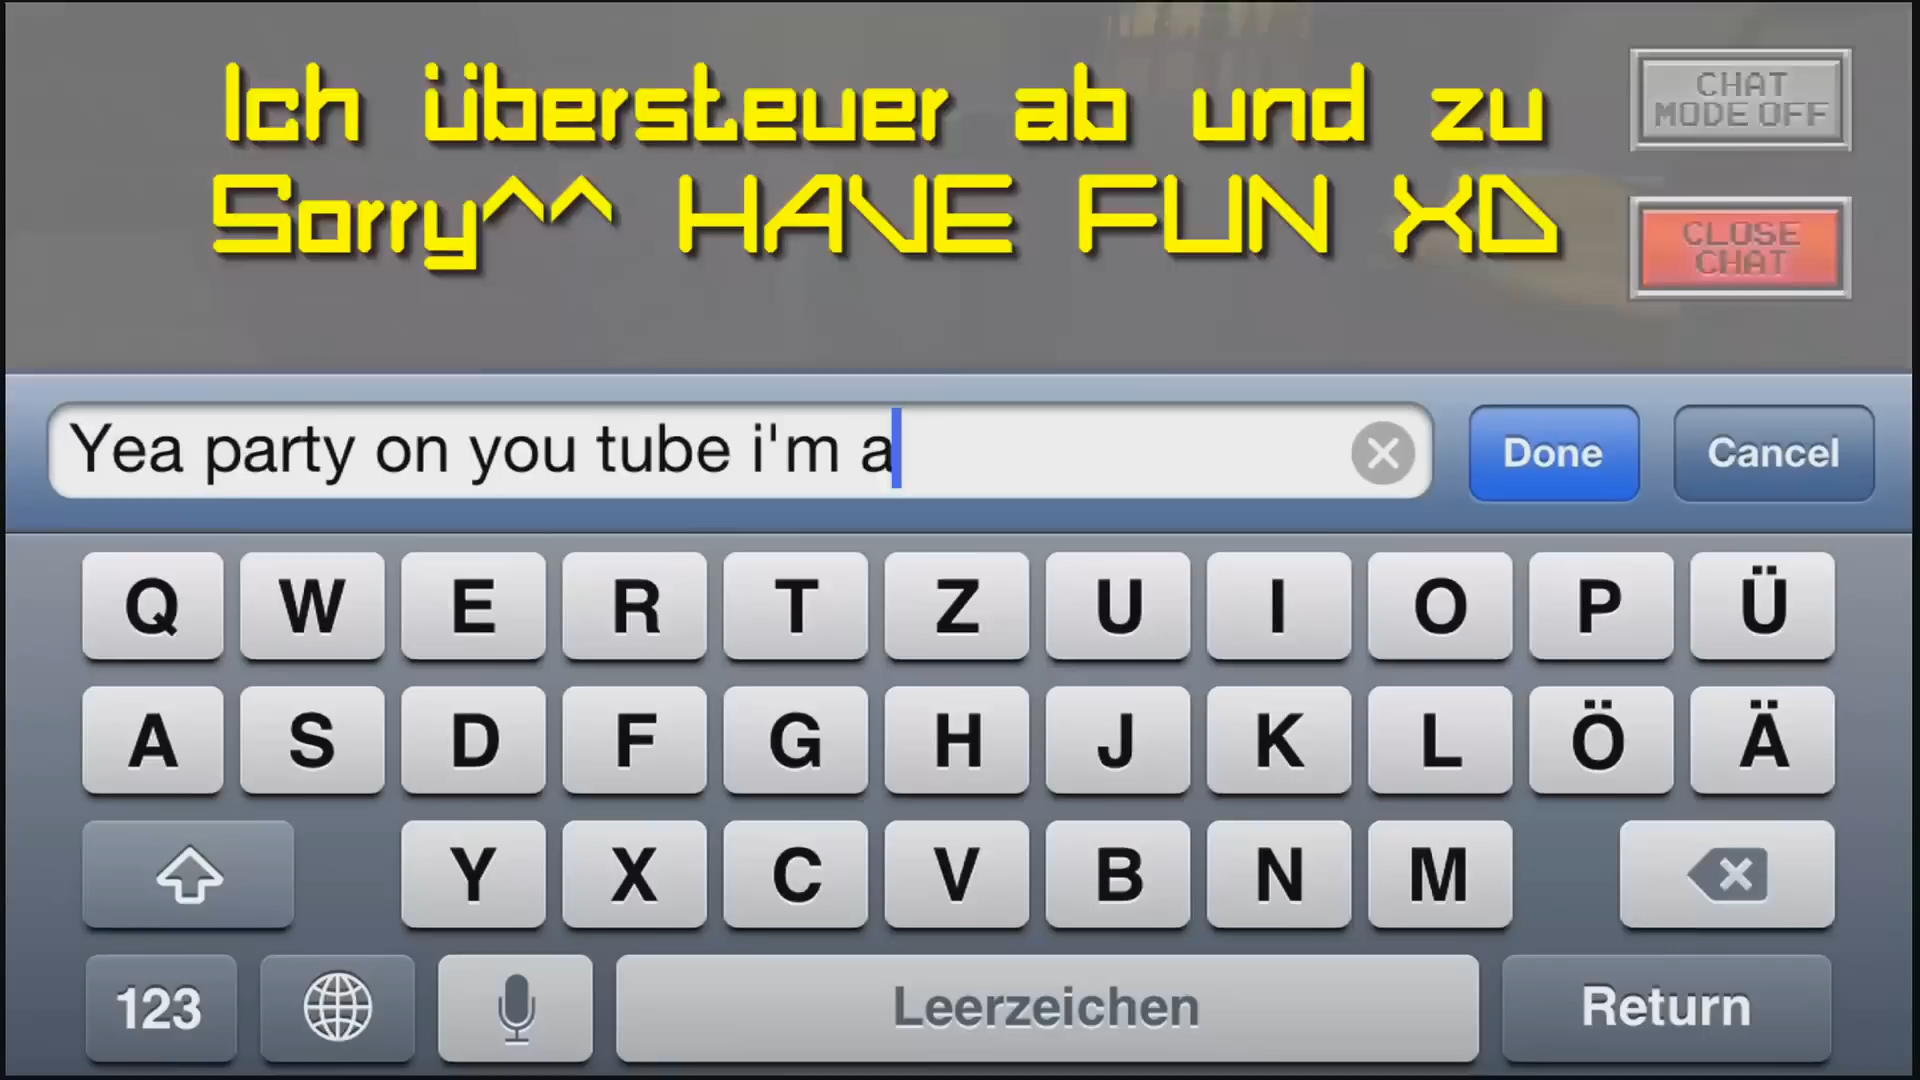 Ich übersteuer ab und zu
Sorry^^ HAVE FUN XD
CHAT
MODE OFF
CLOSE
CHAT
Yea party on you tube i'm a
Done
Cancel
Q W E R T Z U I O P Ü
A S D F G H J K L Ö Ä
Y X C V B N M
123
Leerzeichen
Return